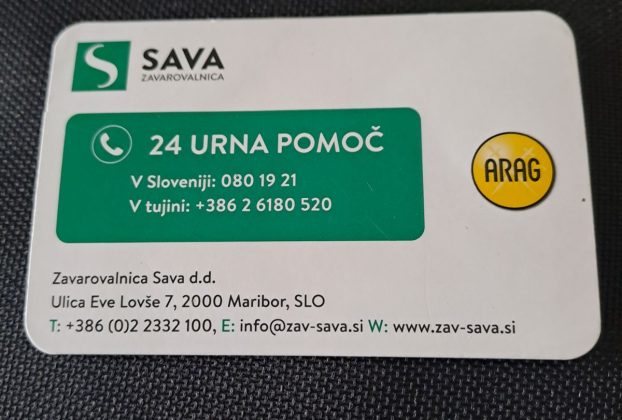 SAVA
ZAVAROVALNICA
24 URNA POMOČ
V Sloveniji: 080 19 21
V tujini: +386 2 6180 520
ARAG
Zavarovalnica Sava d.d.
Ulica Eve Lovše 7, 2000 Maribor, SLO
T: +386 (0)2 2332 100, E: info@zav-sava.si W: www.zav-sava.si